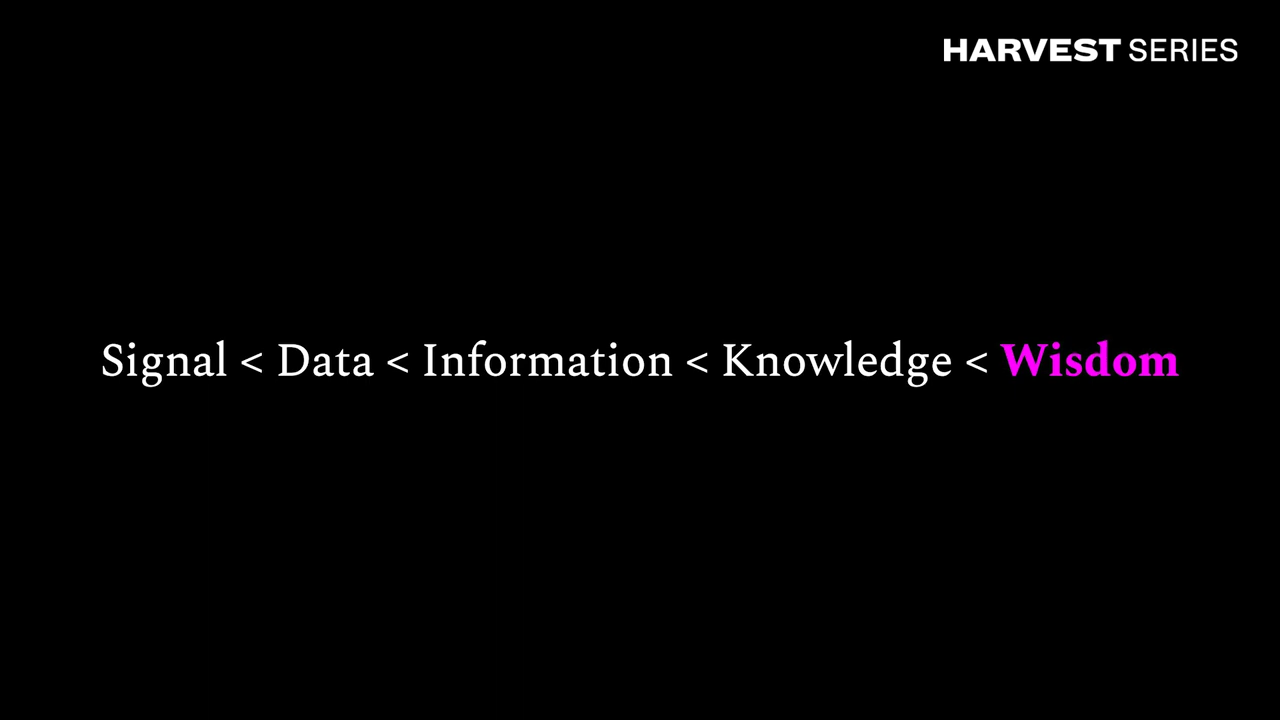 HARVEST SERIES
Signal < Data < Information < Knowledge < Wisdom